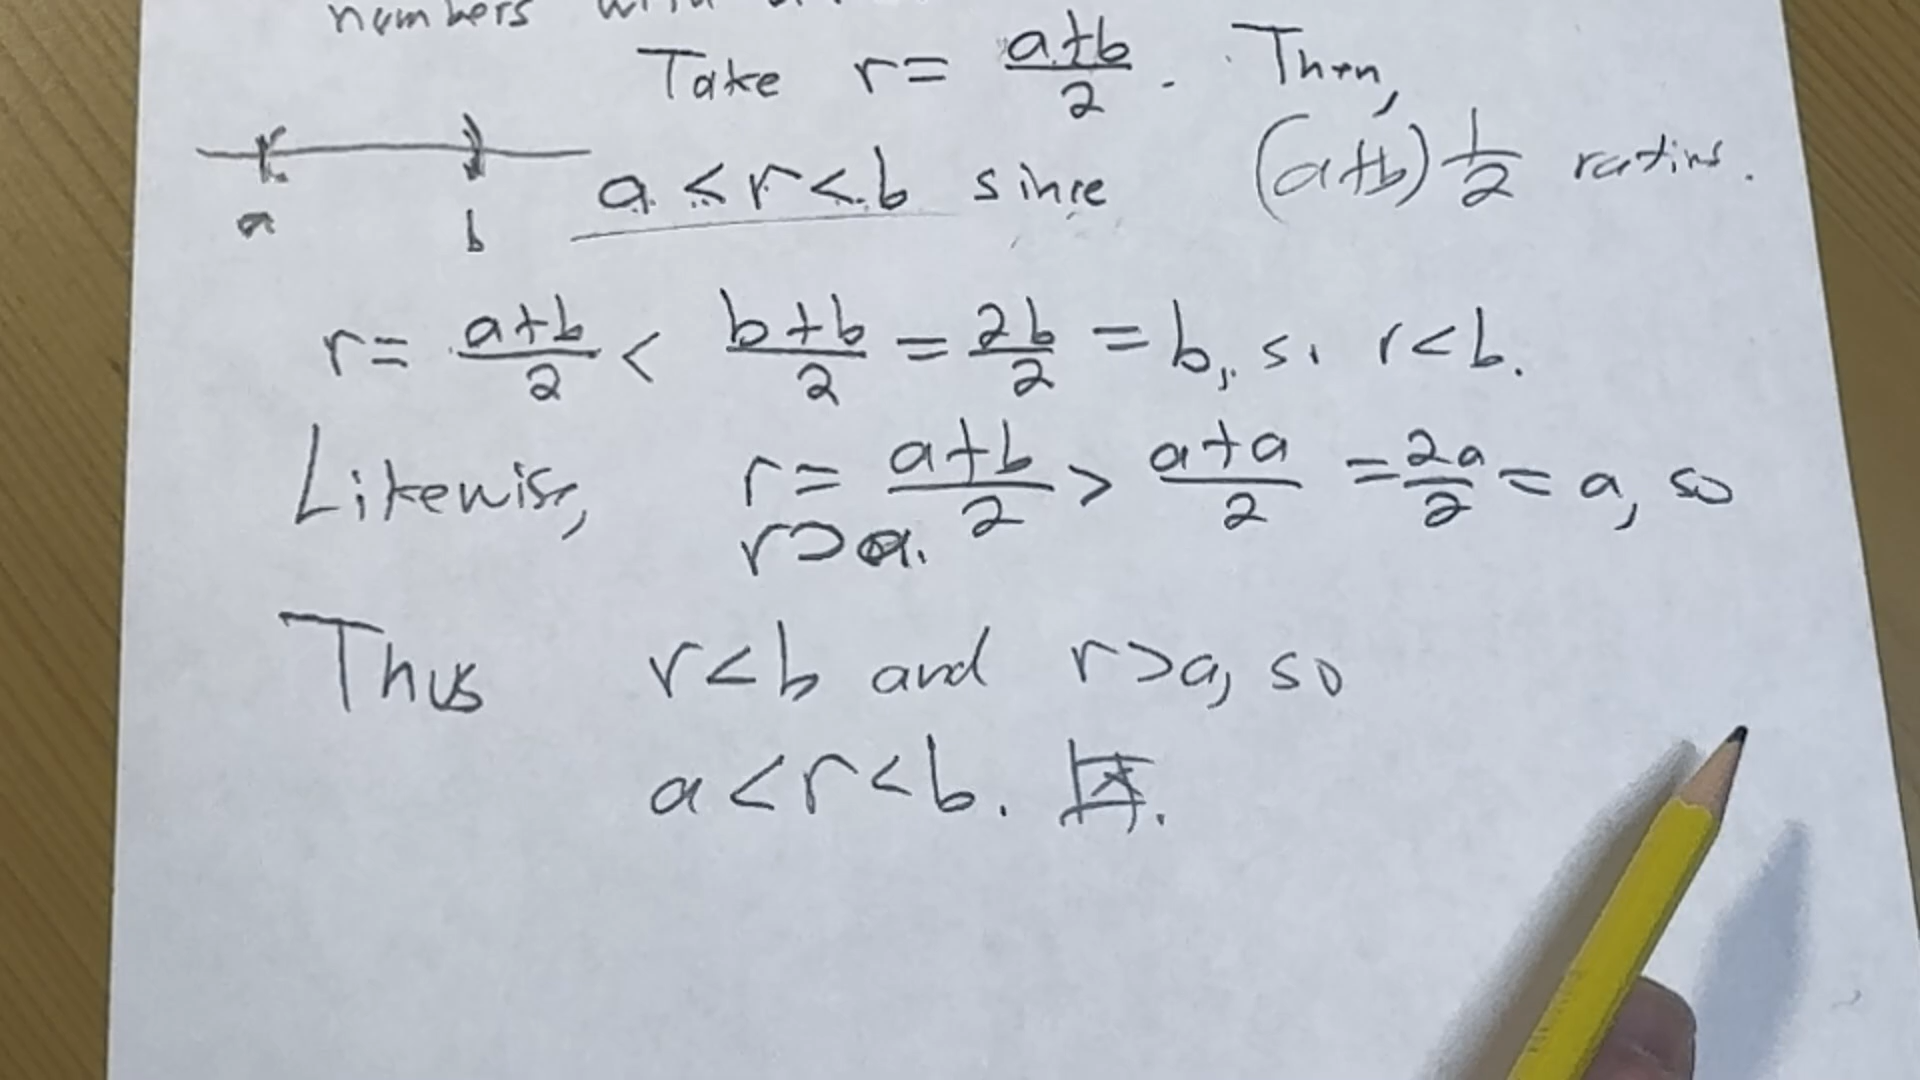 numbers with
Take r = a+b/2. Then,
a < r < b since (a+b) 1/2
a b
r = a+b/2 < b+b/2 = 2b/2 = b, so r < b.
Likewise, r = a+b/2 > a+a/2 = 2a/2 = a, so
r > a.
Thus r < b and r > a, so
a < r < b.